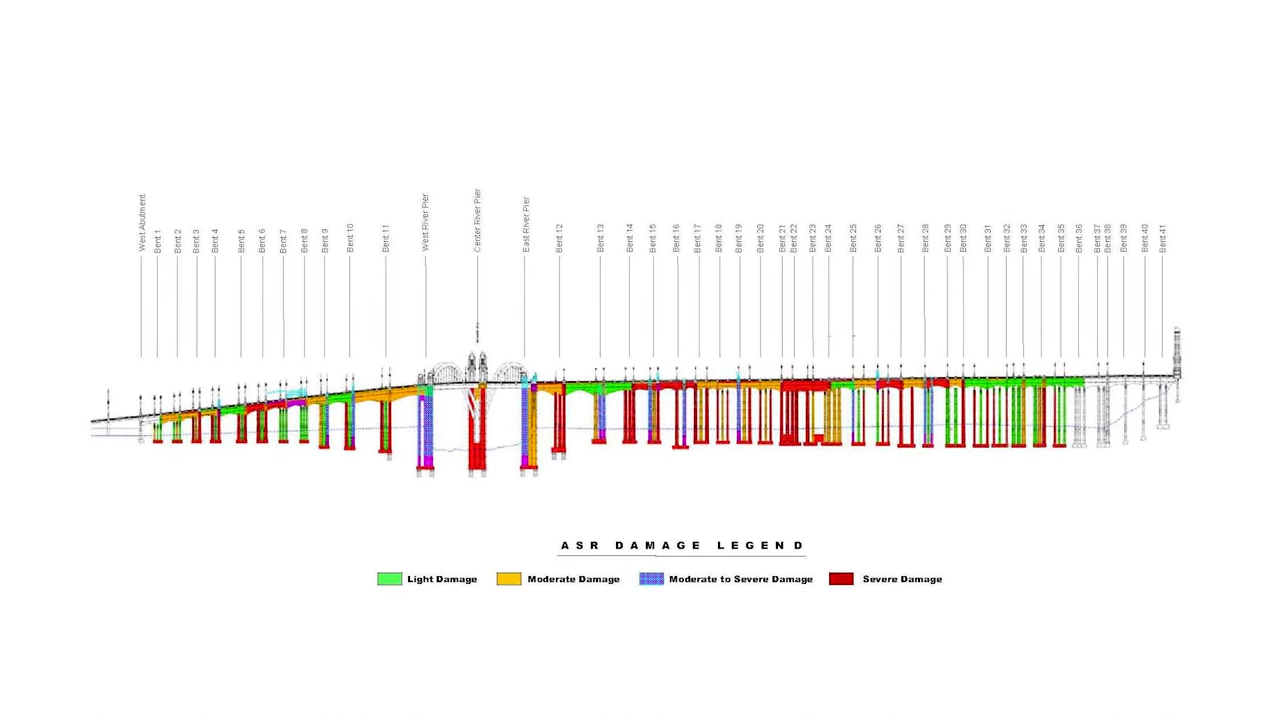 West Abutment
Bent 1
Bent 2
Bent 3
Bent 4
Bent 5
Bent 6
Bent 7
Bent 8
Bent 9
Bent 10
Bent 11
West River Pier
Center River Pier
East River Pier
Bent 12
Bent 13
Bent 14
Bent 15
Bent 16
Bent 17
Bent 18
Bent 19
Bent 20
Bent 21
Bent 22
Bent 23
Bent 24
Bent 25
Bent 26
Bent 27
Bent 28
Bent 29
Bent 30
Bent 31
Bent 32
Bent 33
Bent 34
Bent 35
Bent 36
Bent 37
Bent 38
Bent 39
Bent 40
Bent 41
ASR DAMAGE LEGEND
Light Damage
Moderate Damage
Moderate to Severe Damage
Severe Damage